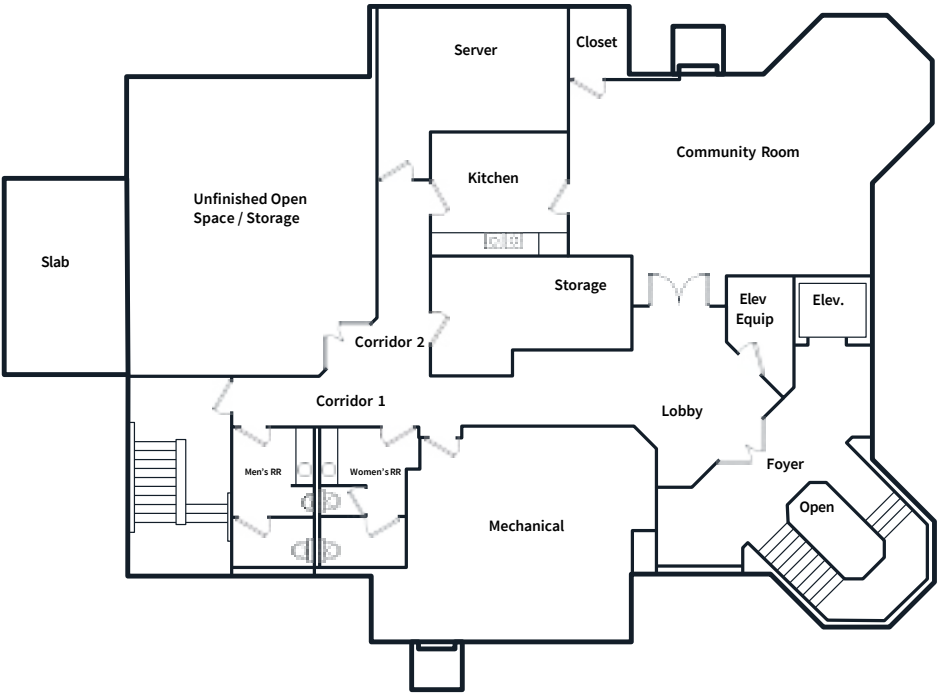 Server
Closet
Community Room
Kitchen
Unfinished Open
Space / Storage
Slab
Storage
Elev
Equip
Elev.
Corridor 2
Corridor 1
Lobby
Men's RR
Women's RR
Foyer
Open
Mechanical